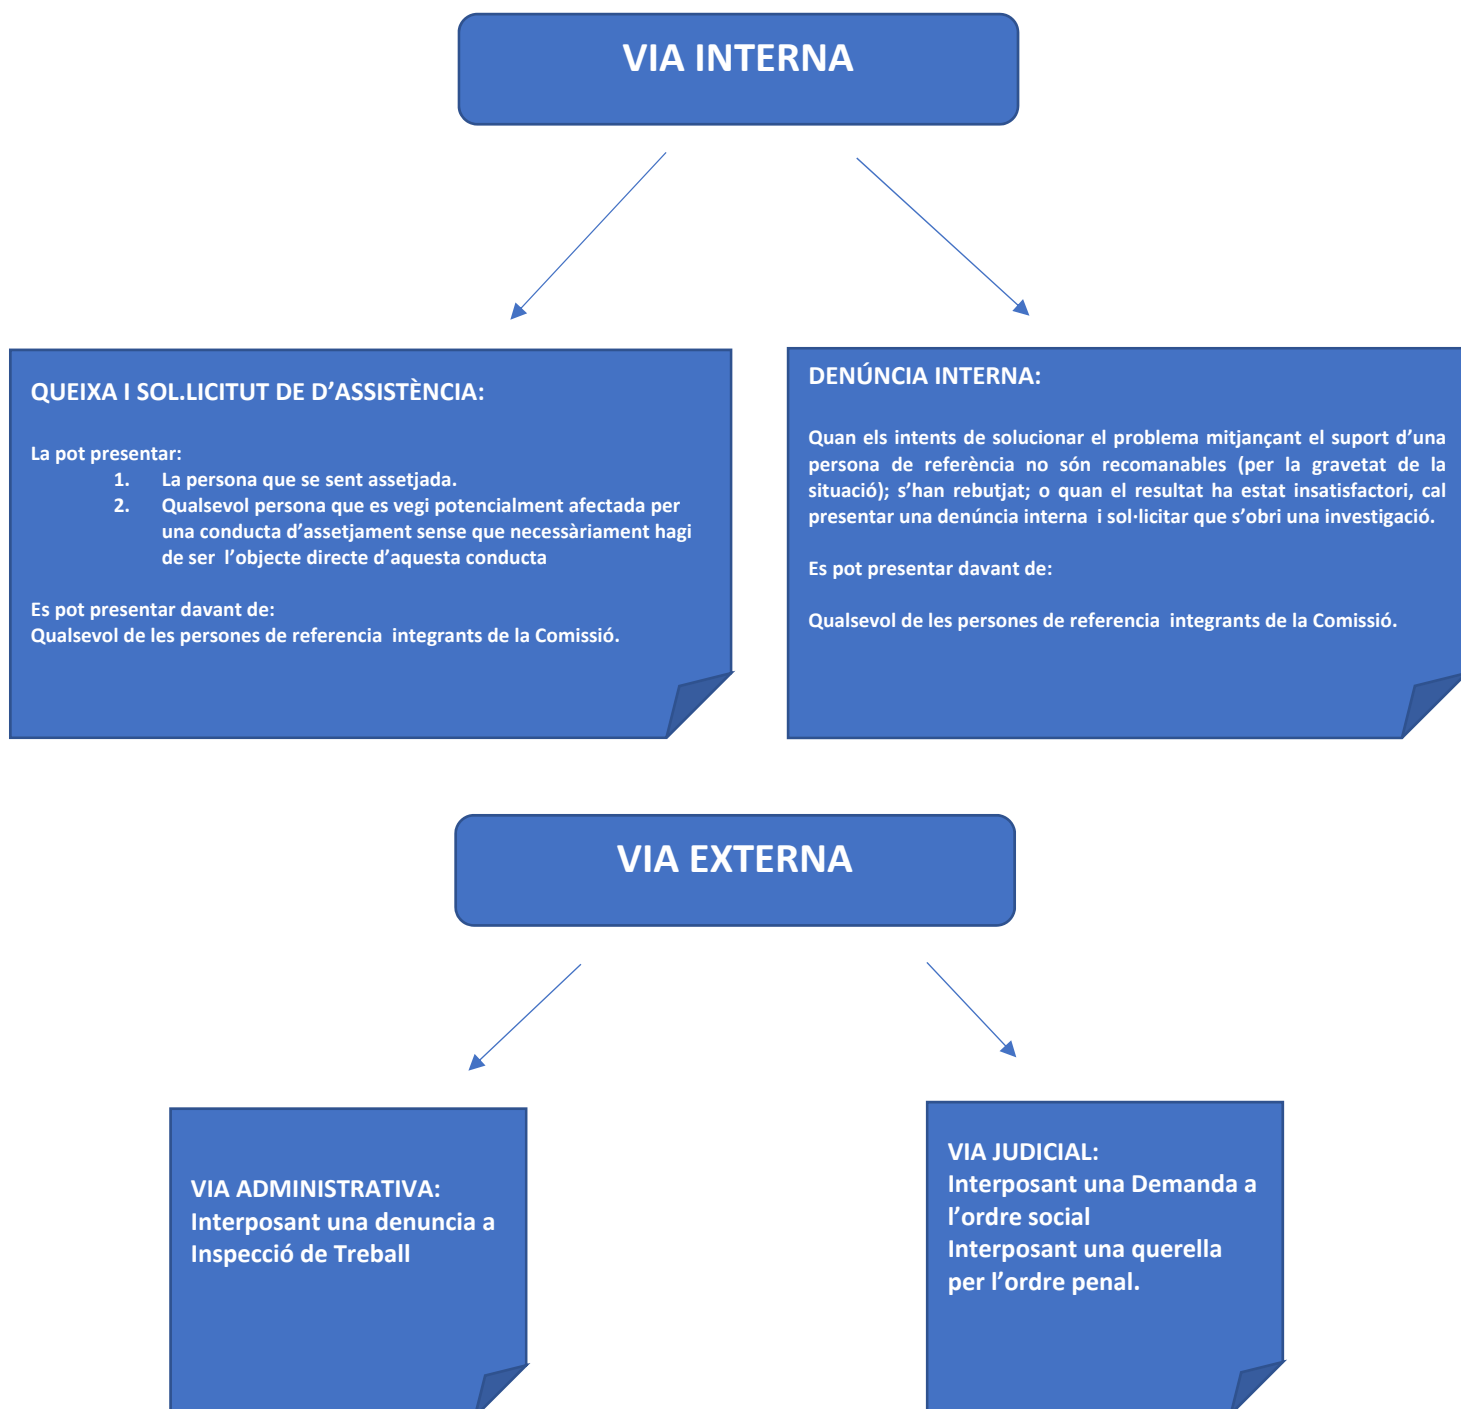 VIA INTERNA
QUEIXA I SOL.LICITUT DE D’ASSISTÈNCIA:
La pot presentar:
1. La persona que se sent assetjada.
2. Qualsevol persona que es vegi potencialment afectada per
una conducta d’assetjament sense que necessàriament hagi
de ser l’objecte directe d’aquesta conducta
Es pot presentar davant de:
Qualsevol de les persones de referencia integrants de la Comissió.
DENÚNCIA INTERNA:
Quan els intents de solucionar el problema mitjançant el suport d’una
persona de referència no són recomanables (per la gravetat de la
situació); s’han rebutjat; o quan el resultat ha estat insatisfactori, cal
presentar una denúncia interna i sol·licitar que s’obri una investigació.
Es pot presentar davant de:
Qualsevol de les persones de referencia integrants de la Comissió.
VIA EXTERNA
VIA ADMINISTRATIVA:
Interposant una denuncia a
Inspecció de Treball
VIA JUDICIAL:
Interposant una Demanda a
l’ordre social
Interposant una querella
per l’ordre penal.